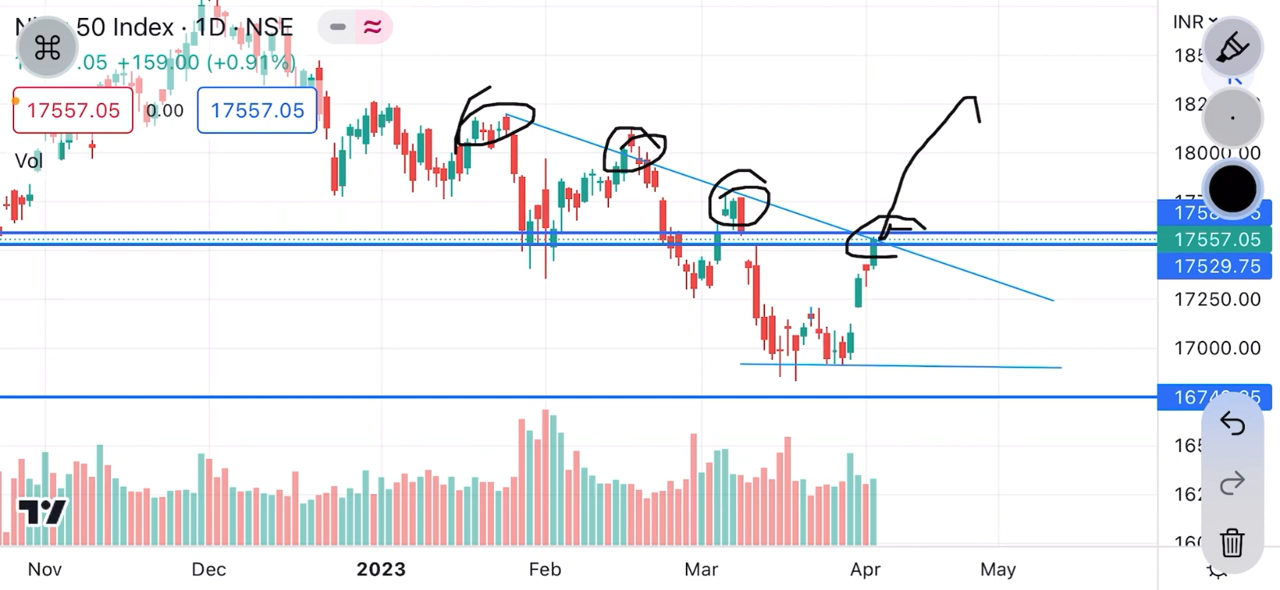 50 Index · 1D · NSE
.05 +159.00 (+0.91%)
17557.05 0.00 17557.05
Vol
INR
18000.00
17557.05
17529.75
17250.00
17000.00
Nov Dec 2023 Feb Mar Apr May